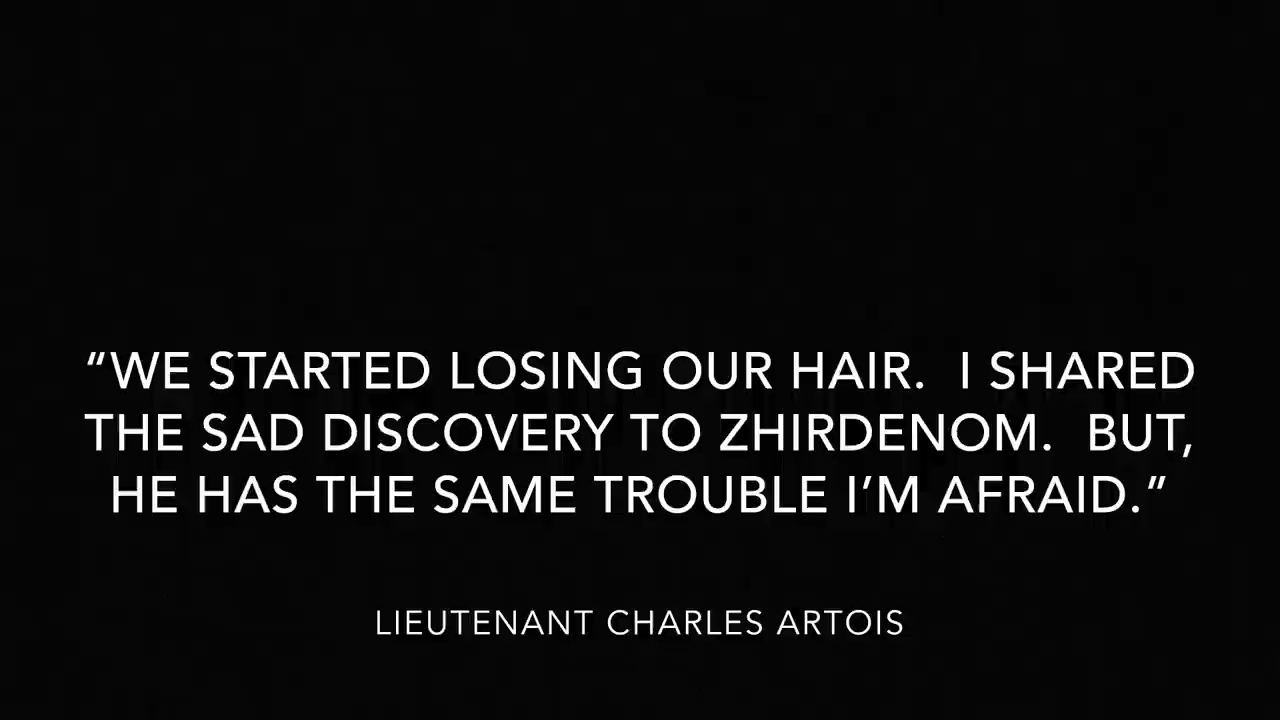 “WE STARTED LOSING OUR HAIR.  I SHARED
THE SAD DISCOVERY TO ZHIRDENOM.  BUT,
HE HAS THE SAME TROUBLE I’M AFRAID.”
LIEUTENANT CHARLES ARTOIS